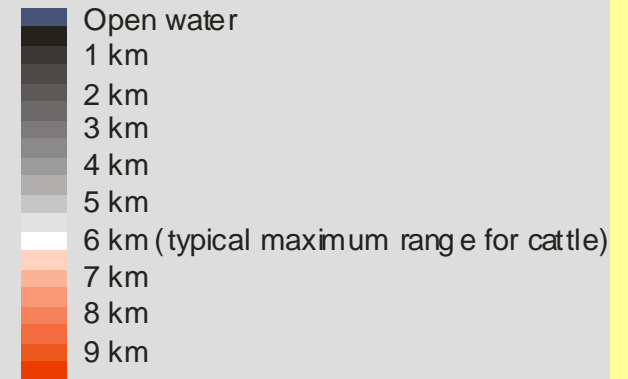 Open water
1 km
2 km
3 km
4 km
5 km
6 km (typical maximum range for cattle)
7 km
8 km
9 km